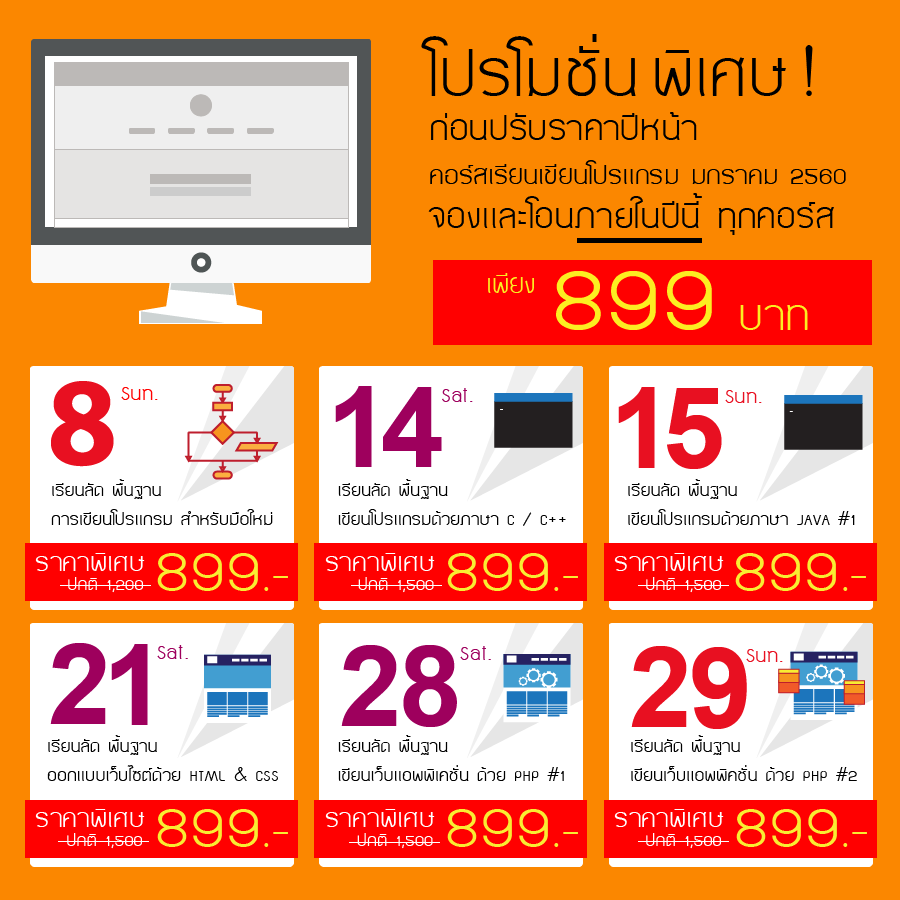 โปรโมชั่น พิเศษ !
ก่อนปรับราคาปีหน้า
คอร์สเรียนเขียนโปรแกรม มกราคม 2560
จองและโอนภายในปีนี้ ทุกคอร์ส
เพียง 899 บาท
8 Sun.
เรียนลัด พื้นฐาน
การเขียนโปรแกรม สำหรับมือใหม่
ราคาพิเศษ 899.-
ปกติ 1,200
14 Sat.
เรียนลัด พื้นฐาน
เขียนโปรแกรมด้วยภาษา C / C++
ราคาพิเศษ 899.-
ปกติ 1,500
15 Sun.
เรียนลัด พื้นฐาน
เขียนโปรแกรมด้วยภาษา JAVA #1
ราคาพิเศษ 899.-
ปกติ 1,500
21 Sat.
เรียนลัด พื้นฐาน
ออกแบบเว็บไซต์ด้วย HTML & CSS
ราคาพิเศษ 899.-
ปกติ 1,500
28 Sat.
เรียนลัด พื้นฐาน
เขียนเว็บแอพพิเคชั่น ด้วย PHP #1
ราคาพิเศษ 899.-
ปกติ 1,500
29 Sun.
เรียนลัด พื้นฐาน
เขียนเว็บแอพพิคชั่น ด้วย PHP #2
ราคาพิเศษ 899.-
ปกติ 1,500